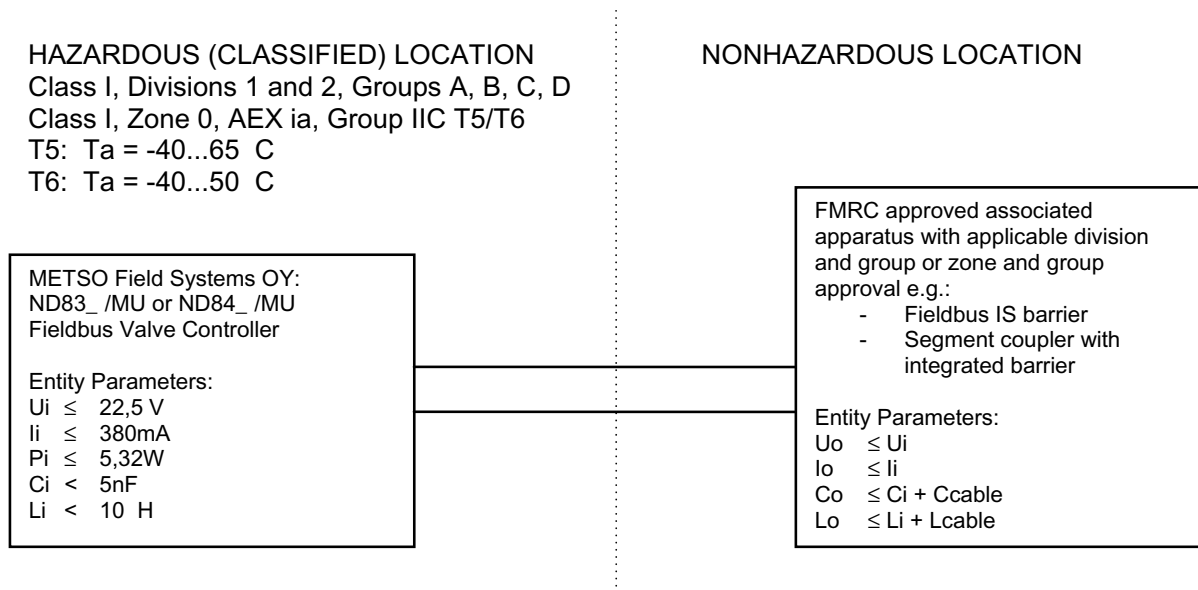 HAZARDOUS (CLASSIFIED) LOCATION
Class I, Divisions 1 and 2, Groups A, B, C, D
Class I, Zone 0, AEX ia, Group IIC T5/T6
T5: Ta = -40...65 C
T6: Ta = -40...50 C
NONHAZARDOUS LOCATION
METSO Field Systems OY:
ND83_ /MU or ND84_ /MU
Fieldbus Valve Controller
Entity Parameters:
Ui ≤ 22,5 V
Ii ≤ 380mA
Pi ≤ 5,32W
Ci < 5nF
Li < 10 H
FMRC approved associated
apparatus with applicable division
and group or zone and group
approval e.g.:
- Fieldbus IS barrier
- Segment coupler with
integrated barrier
Entity Parameters:
Uo ≤ Ui
Io ≤ Ii
Co ≤ Ci + Ccable
Lo ≤ Li + Lcable